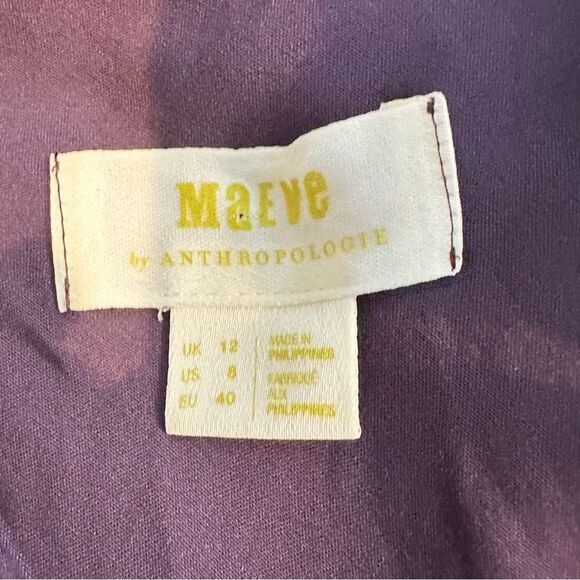 Maeve
by ANTHROPOLOGIE
UK 12
US 8
EU 40
MADE IN
PHILIPPINES
FABRIQUÉ
AUX
PHILIPPINES